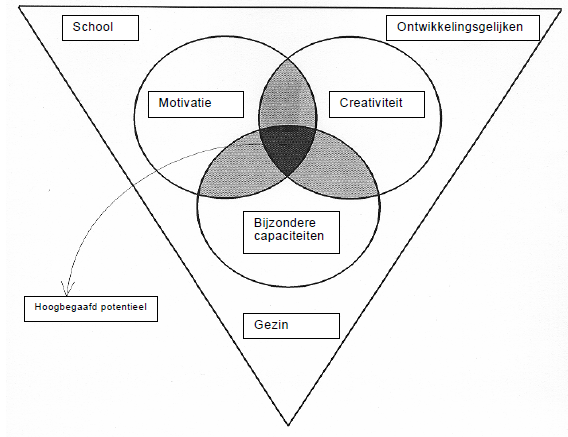 School
Ontwikkelingsgelijken
Motivatie
Creativiteit
Bijzondere
capaciteiten
Hoogbegaafd potentieel
Gezin